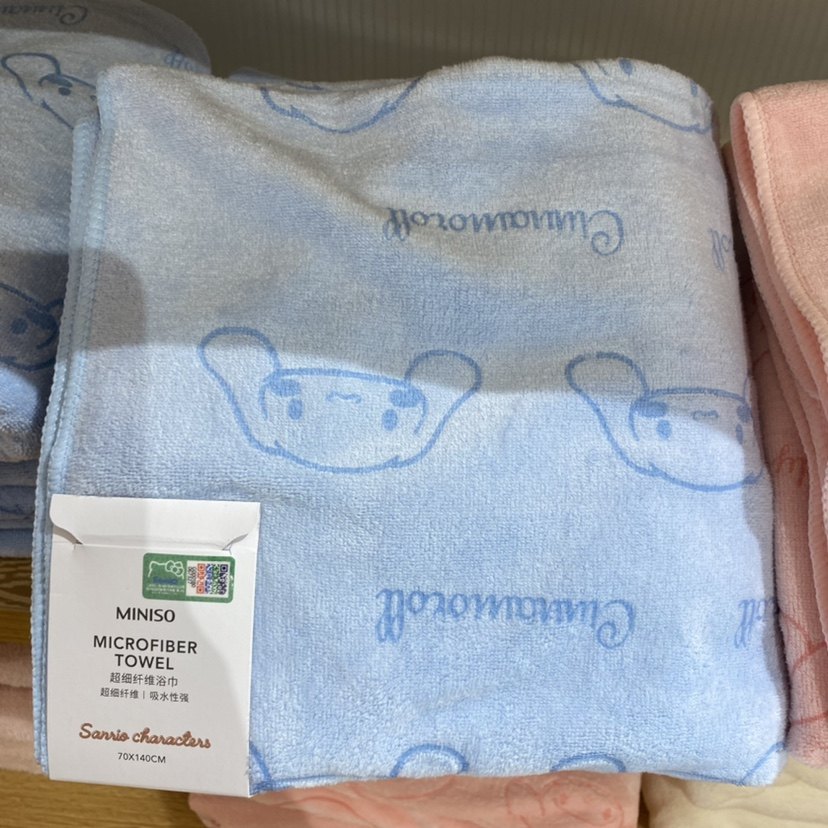 Cinnamoroll
Cinnamoroll
Cinnamoroll
MINISO
MICROFIBER
TOWEL
超细纤维浴巾
超细纤维 | 吸水性强
Sanrio characters
70X140CM